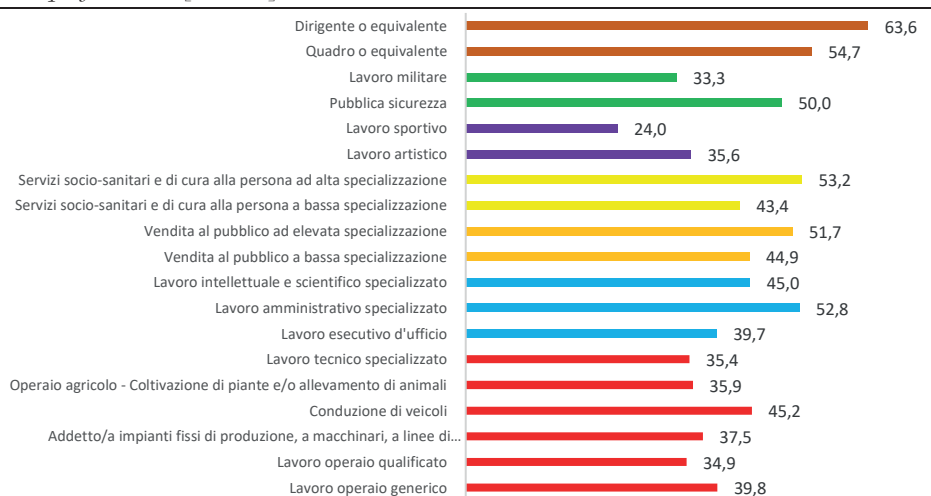 Dirigente o equivalente 63,6
Quadro o equivalente 54,7
Lavoro militare 33,3
Pubblica sicurezza 50,0
Lavoro sportivo 24,0
Lavoro artistico 35,6
Servizi socio-sanitari e di cura alla persona ad alta specializzazione 53,2
Servizi socio-sanitari e di cura alla persona a bassa specializzazione 43,4
Vendita al pubblico ad elevata specializzazione 51,7
Vendita al pubblico a bassa specializzazione 44,9
Lavoro intellettuale e scientifico specializzato 45,0
Lavoro amministrativo specializzato 52,8
Lavoro esecutivo d'ufficio 39,7
Lavoro tecnico specializzato 35,4
Operaio agricolo - Coltivazione di piante e/o allevamento di animali 35,9
Conduzione di veicoli 45,2
Addetto/a impianti fissi di produzione, a macchinari, a linee di… 37,5
Lavoro operaio qualificato 34,9
Lavoro operaio generico 39,8